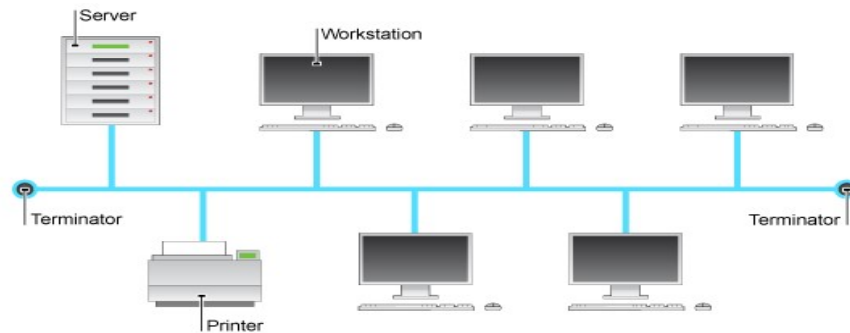 Server
Workstation
Terminator
Terminator
Printer